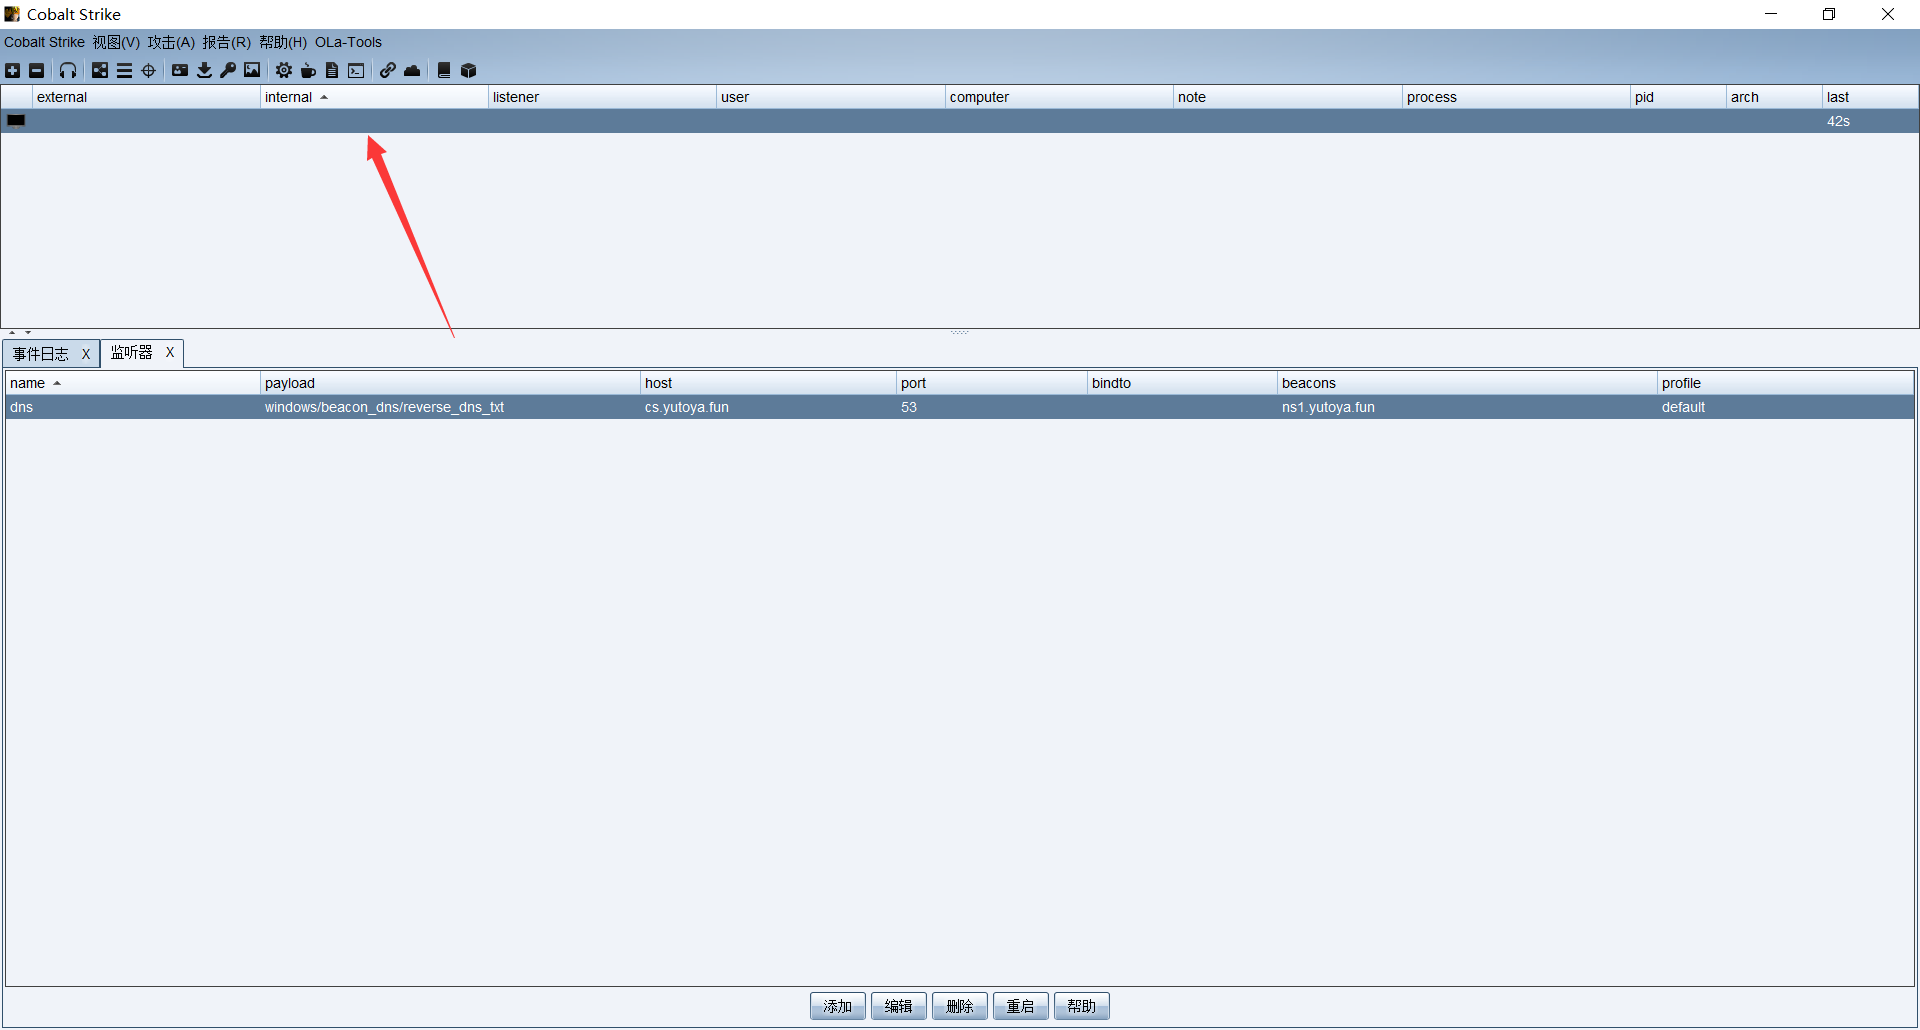 Cobalt Strike
Cobalt Strike 视图(V) 攻击(A) 报告(R) 帮助(H) OLa-Tools
external internal listener user computer note process pid arch last
42s
事件日志 X 监听器 X
name payload host port bindto beacons profile
dns windows/beacon_dns/reverse_dns_txt cs.yutoya.fun 53 ns1.yutoya.fun default
添加 编辑 删除 重启 帮助